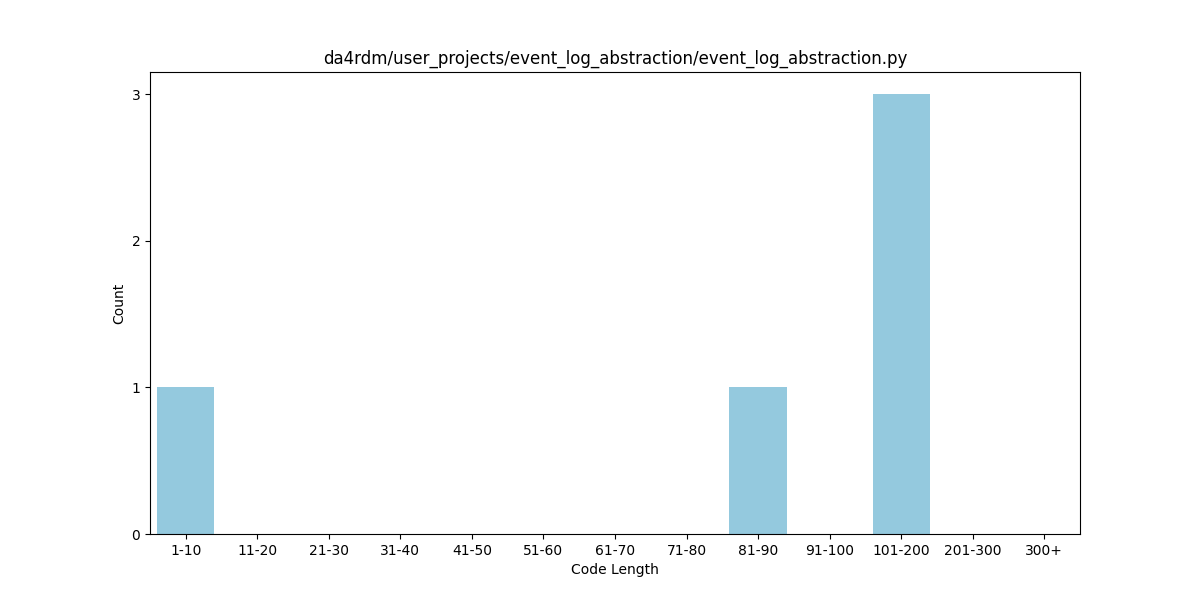 da4rdm/user_projects/event_log_abstraction/event_log_abstraction.py
3
2
1
0
Count
1-10 11-20 21-30 31-40 41-50 51-60 61-70 71-80 81-90 91-100 101-200 201-300 300+
Code Length